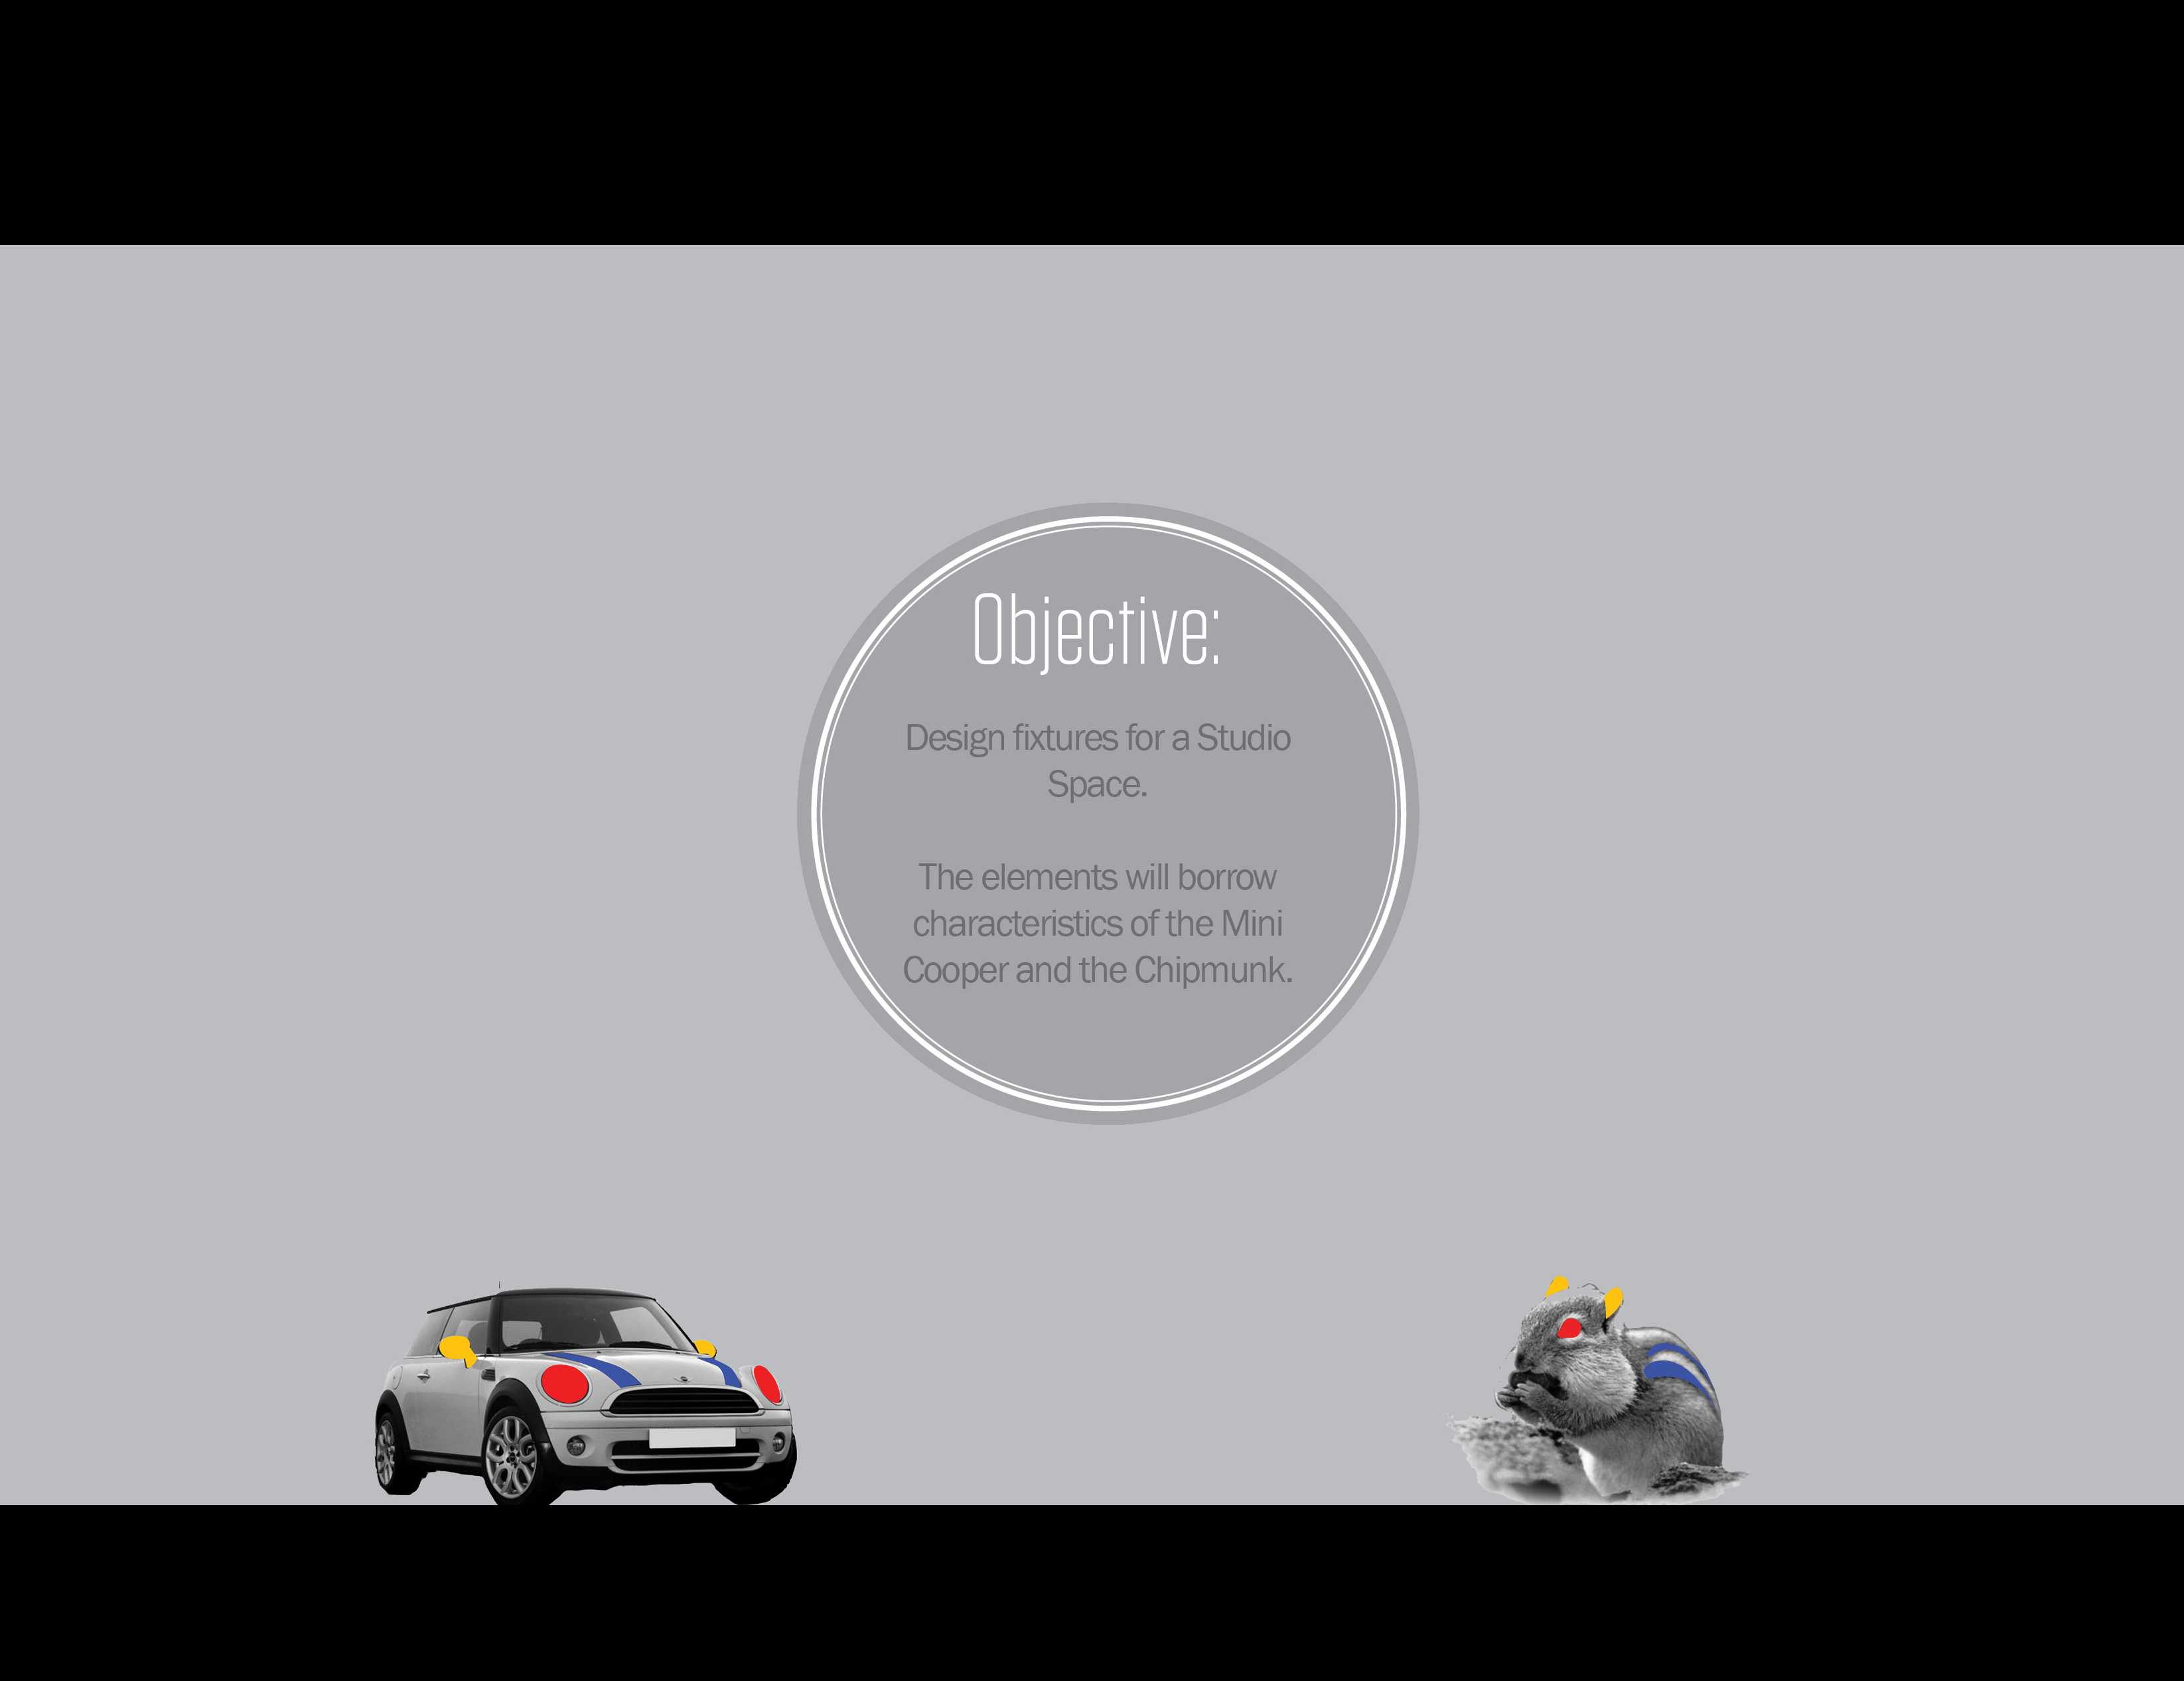 Objective:
Design fixtures for a Studio
Space.
The elements will borrow
characteristics of the Mini
Cooper and the Chipmunk.